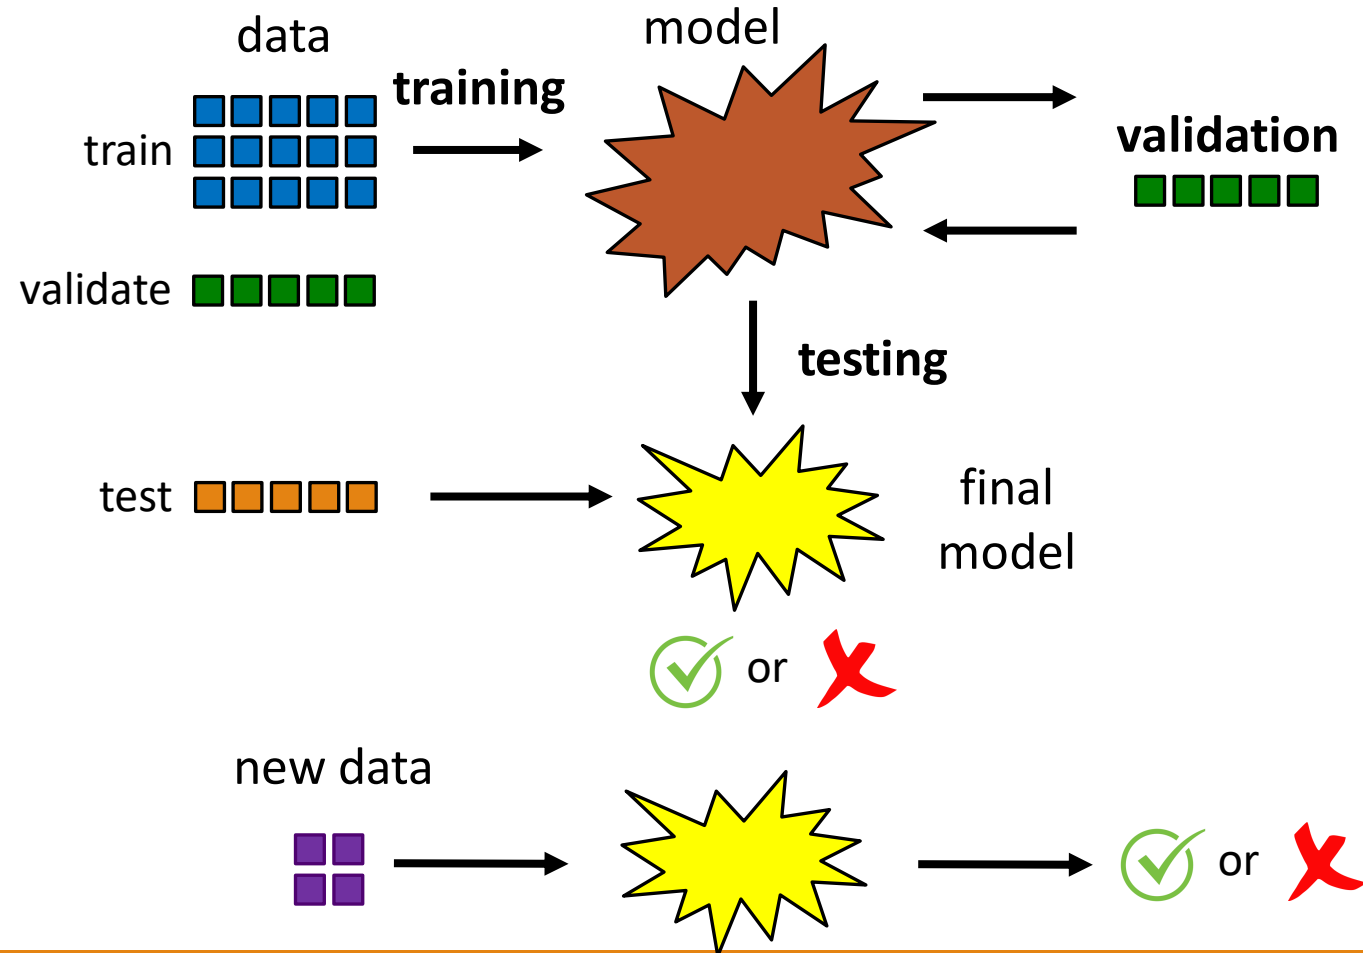 data
model
training
train
validation
validate
testing
test
final
model
or
new data
or